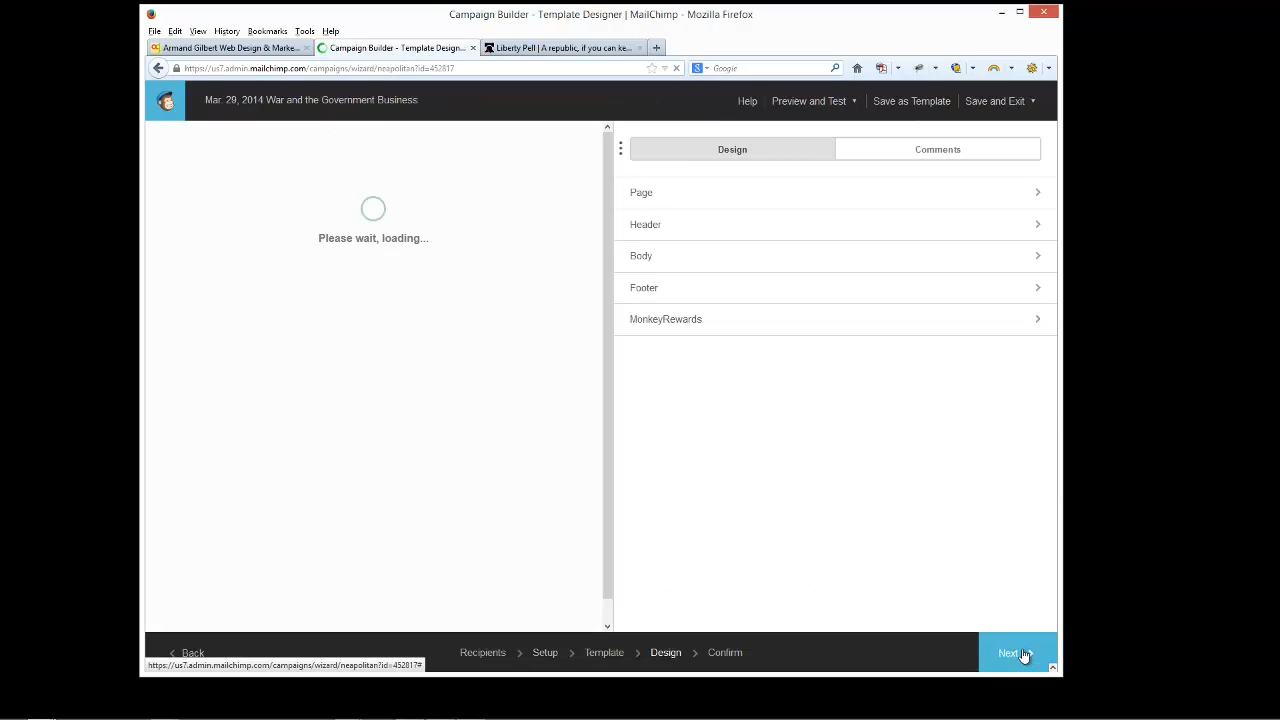 Campaign Builder - Template Designer | MailChimp - Mozilla Firefox
File Edit View History Bookmarks Tools Help
Armand Gilbert Web Design & Marke...
Campaign Builder - Template Design...
Liberty Pell | A republic, if you can ke...
https://us7.admin.mailchimp.com/campaigns/wizard/neapolitan?id=452817
Google
Mar. 29, 2014 War and the Government Business
Help Preview and Test Save as Template Save and Exit
Please wait, loading...
Design
Comments
Page
Header
Body
Footer
MonkeyRewards
Back
Recipients Setup Template Design Confirm
Next
https://us7.admin.mailchimp.com/campaigns/wizard/neapolitan?id=452817#